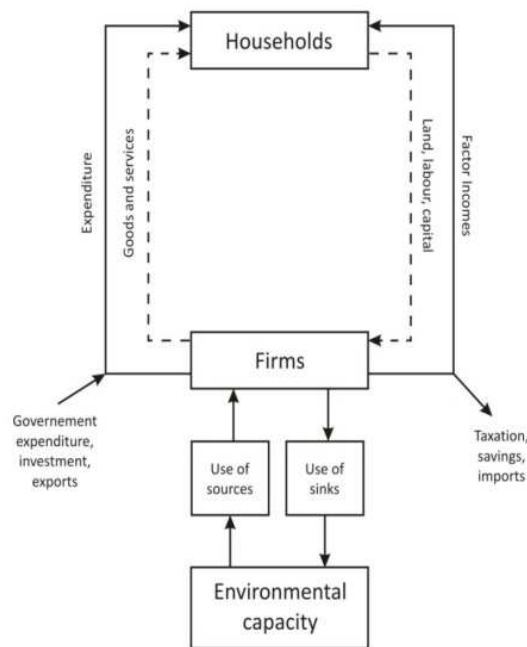 Households
Expenditure
Goods and services
Land, labour, capital
Factor Incomes
Firms
Governement
expenditure,
investment,
exports
Taxation,
savings,
imports
Use of
sources
Use of
sinks
Environmental
capacity